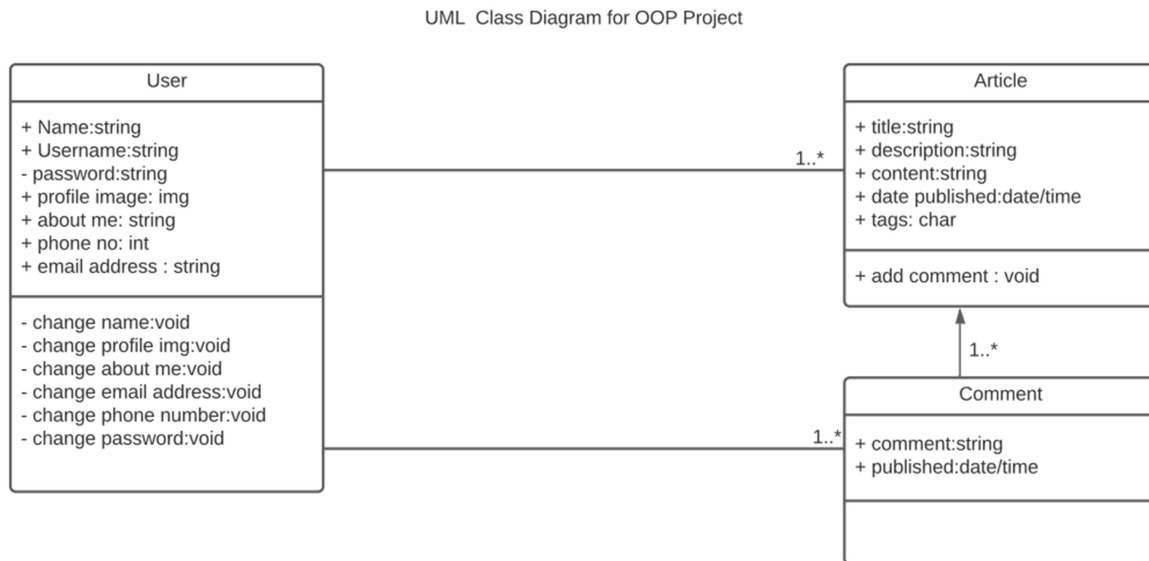 UML  Class Diagram for OOP Project
User
+ Name:string
+ Username:string
- password:string
+ profile image: img
+ about me: string
+ phone no: int
+ email address : string
- change name:void
- change profile img:void
- change about me:void
- change email address:void
- change phone number:void
- change password:void
1..*
Article
+ title:string
+ description:string
+ content:string
+ date published:date/time
+ tags: char
+ add comment : void
1..*
Comment
1..*
+ comment:string
+ published:date/time